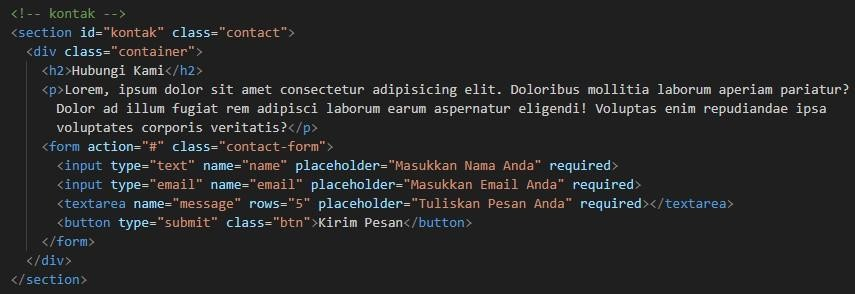 <!-- kontak -->
<section id="kontak" class="contact">
<div class="container">
<h2>Hubungi Kami</h2>
<p>Lorem, ipsum dolor sit amet consectetur adipisicing elit. Doloribus mollitia laborum aperiam pariatur?
Dolor ad illum fugiat rem adipisci laborum earum aspernatur eligendi! Voluptas enim repudiandae ipsa
voluptates corporis veritatis?</p>
<form action="#" class="contact-form">
<input type="text" name="name" placeholder="Masukkan Nama Anda" required>
<input type="email" name="email" placeholder="Masukkan Email Anda" required>
<textarea name="message" rows="5" placeholder="Tuliskan Pesan Anda" required></textarea>
<button type="submit" class="btn">Kirim Pesan</button>
</form>
</div>
</section>